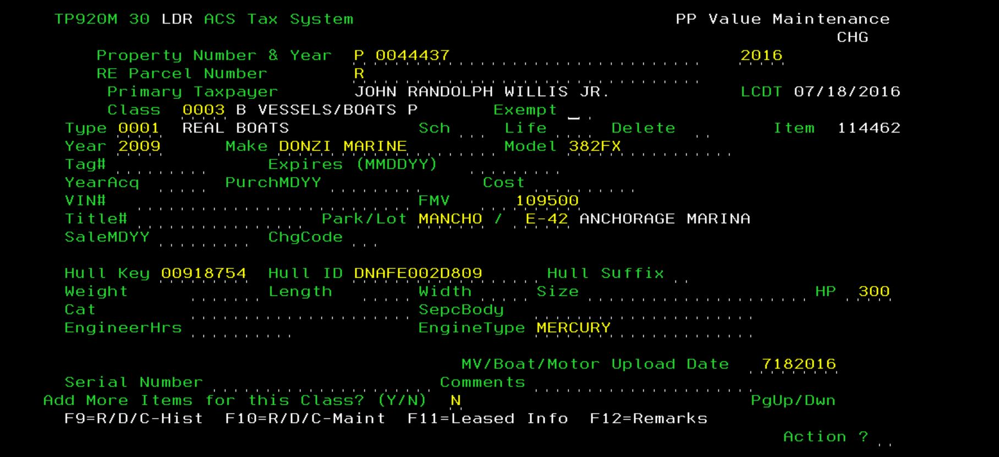 TP920M 30 LDR ACS Tax System PP Value Maintenance
CHG
Property Number & Year P 0044437 2016
RE Parcel Number R
Primary Taxpayer JOHN RANDOLPH WILLIS JR. LCDT 07/18/2016
Class 0003 B VESSELS/BOATS P Exempt
Type 0001 REAL BOATS Sch Life Delete Item 114462
Year 2009 Make DONZI MARINE Model 382FX
Tag# Expires (MMDDYY)
YearAcq PurchMDYY Cost
VIN# FMV 109500
Title# Park/Lot MANCHO / E-42 ANCHORAGE MARINA
SaleMDYY ChgCode
Hull Key 00918754 Hull ID DNAFE002D809 Hull Suffix
Weight Length Width Size HP 300
Cat SepcBody
EngineerHrs EngineType MERCURY
MV/Boat/Motor Upload Date 7182016
Serial Number Comments
Add More Items for this Class? (Y/N) N PgUp/Dwn
F9=R/D/C-Hist F10=R/D/C-Maint F11=Leased Info F12=Remarks
Action ?